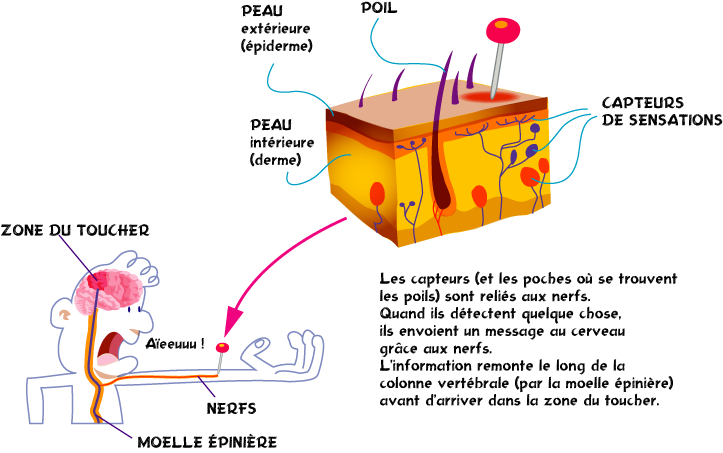 PEAU
extérieure
(épiderme)
POIL
PEAU
intérieure
(derme)
CAPTEURS
DE SENSATIONS
ZONE DU TOUCHER
Aïeeuuu !
NERFS
MOELLE ÉPINIÈRE
Les capteurs (et les poches où se trouvent
les poils) sont reliés aux nerfs.
Quand ils détectent quelque chose,
ils envoient un message au cerveau
grâce aux nerfs.
L'information remonte le long de la
colonne vertébrale (par la moelle épinière)
avant d'arriver dans la zone du toucher.